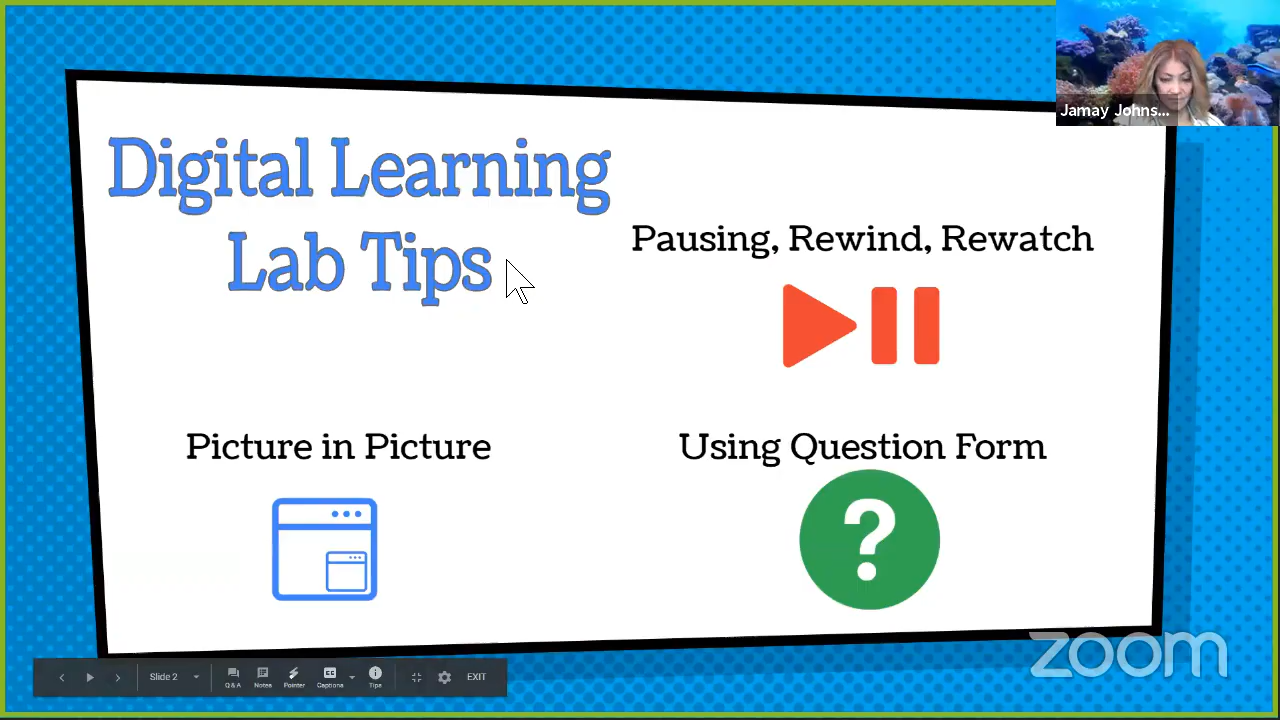 Jamay Johns...
Digital Learning
Lab Tips
Pausing, Rewind, Rewatch
Picture in Picture
Using Question Form
?
zoom
Slide 2
Q&A
Notes
Pointer
Captions
Tips
EXIT